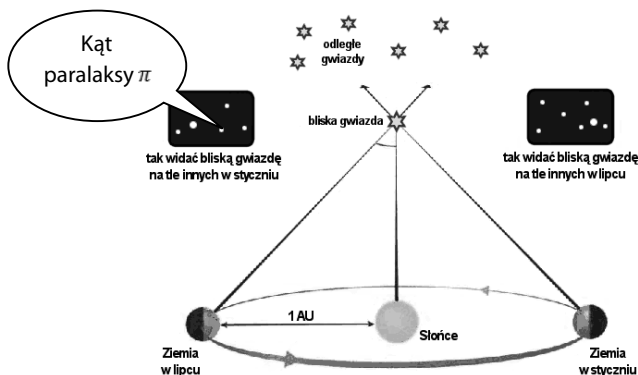 Kąt
paralaksy π
odległe
gwiazdy
bliska gwiazda
tak widać bliską gwiazdę
na tle innych w styczniu
tak widać bliską gwiazdę
na tle innych w lipcu
1 AU
Słońce
Ziemia
w lipcu
Ziemia
w styczniu